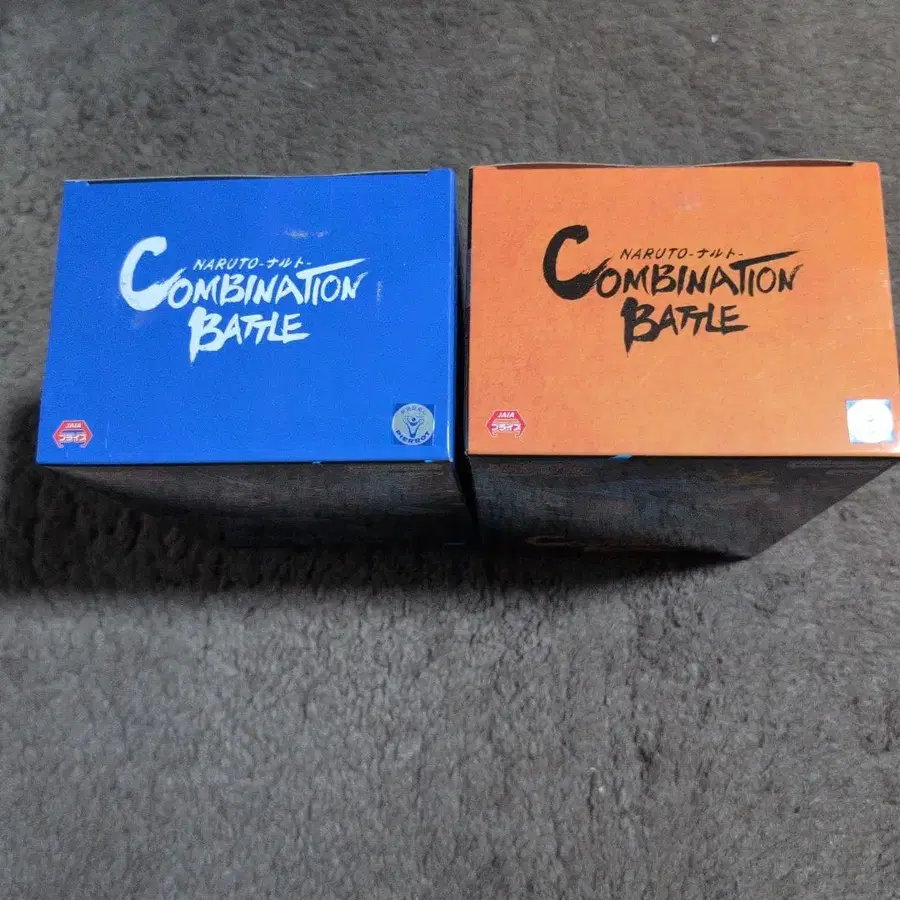 NARUTO-ナルト-
COMBINATION
BATTLE
JAIA
プライズ
PIERROT
NARUTO-ナルト-
COMBINATION
BATTLE
JAIA
プライズ